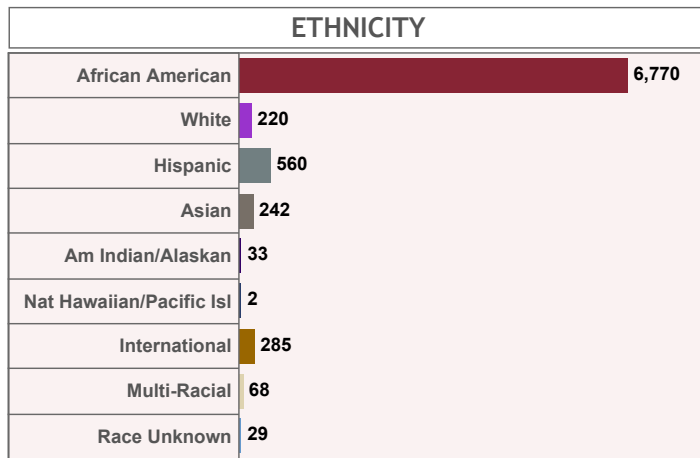 ETHNICITY
African American 6,770
White 220
Hispanic 560
Asian 242
Am Indian/Alaskan 33
Nat Hawaiian/Pacific Isl 2
International 285
Multi-Racial 68
Race Unknown 29